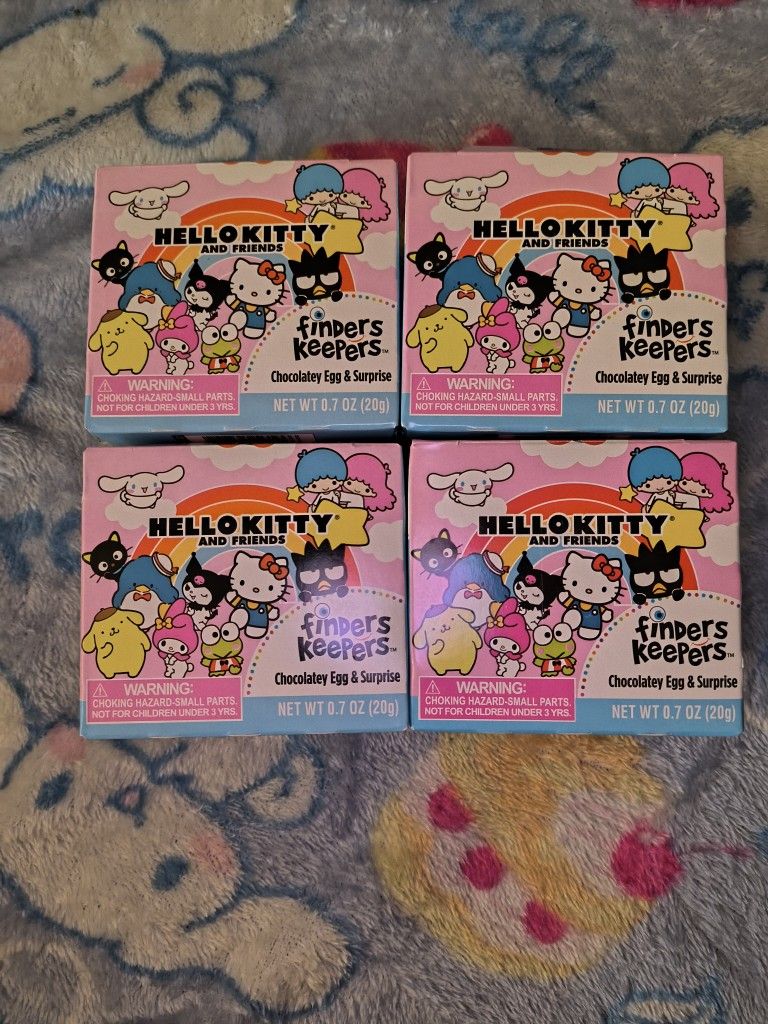 HELLO KITTY®
AND FRIENDS
finders
keepers™
Chocolatey Egg & Surprise
WARNING:
CHOKING HAZARD-SMALL PARTS.
NOT FOR CHILDREN UNDER 3 YRS.
NET WT 0.7 OZ (20g)
HELLO KITTY®
AND FRIENDS
finders
keepers™
Chocolatey Egg & Surprise
WARNING:
CHOKING HAZARD-SMALL PARTS.
NOT FOR CHILDREN UNDER 3 YRS.
NET WT 0.7 OZ (20g)
HELLO KITTY®
AND FRIENDS
finders
keepers™
Chocolatey Egg & Surprise
WARNING:
CHOKING HAZARD-SMALL PARTS.
NOT FOR CHILDREN UNDER 3 YRS.
NET WT 0.7 OZ (20g)
HELLO KITTY®
AND FRIENDS
finders
keepers™
Chocolatey Egg & Surprise
WARNING:
CHOKING HAZARD-SMALL PARTS.
NOT FOR CHILDREN UNDER 3 YRS.
NET WT 0.7 OZ (20g)